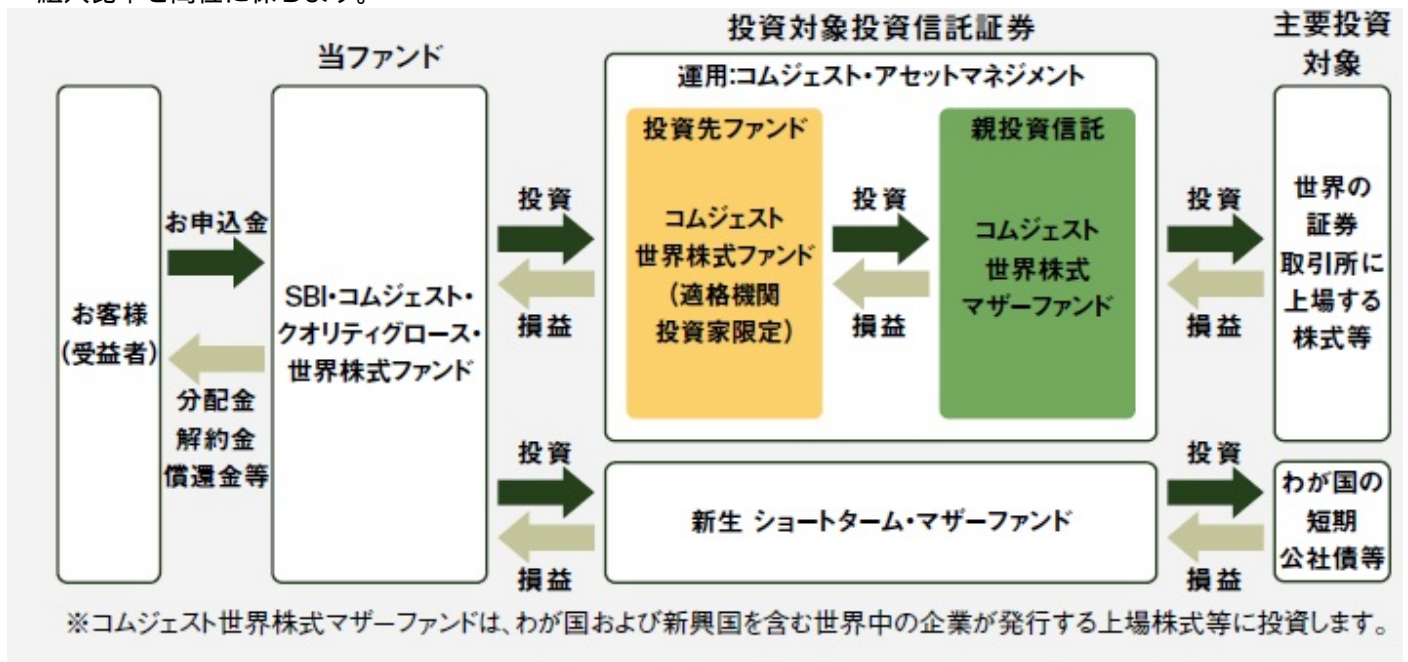 組入比率を高位に保ちます。
投資対象投資信託証券
主要投資
対象
当ファンド
運用:コムジェスト・アセットマネジメント
投資先ファンド
親投資信託
お申込金
投資
投資
投資
コムジェスト
世界株式ファンド
(適格機関
投資家限定)
コムジェスト
世界株式
マザーファンド
世界の
証券
取引所に
上場する
株式等
お客様
(受益者)
SBI・コムジェスト・
クオリティグロース・
世界株式ファンド
損益
損益
損益
分配金
解約金
償還金等
投資
投資
新生 ショートターム・マザーファンド
わが国の
短期
公社債等
損益
損益
※コムジェスト世界株式マザーファンドは、わが国および新興国を含む世界中の企業が発行する上場株式等に投資します。